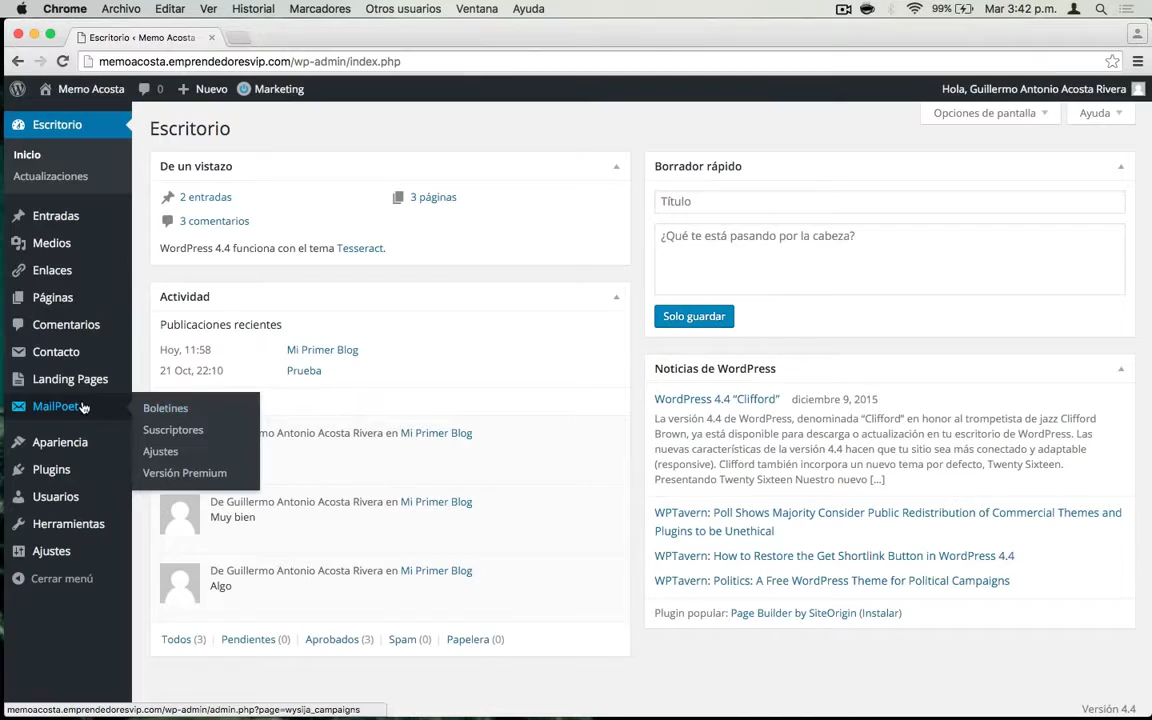 Chrome Archivo Editar Ver Historial Marcadores Otros usuarios Ventana Ayuda 99% Mar 3:42 p.m.
Escritorio ‹ Memo Acosta
memoacosta.emprendedoresvip.com/wp-admin/index.php
Memo Acosta 0 Nuevo Marketing Hola, Guillermo Antonio Acosta Rivera
Opciones de pantalla Ayuda
Escritorio
Inicio
Actualizaciones
Entradas
Medios
Enlaces
Páginas
Comentarios
Contacto
Landing Pages
MailPoet
Boletines
Suscriptores
Ajustes
Versión Premium
Apariencia
Plugins
Usuarios
Herramientas
Ajustes
Cerrar menú
Escritorio
De un vistazo
2 entradas 3 páginas
3 comentarios
WordPress 4.4 funciona con el tema Tesseract.
Actividad
Publicaciones recientes
Hoy, 11:58 Mi Primer Blog
21 Oct, 22:10 Prueba
Guillermo Antonio Acosta Rivera en Mi Primer Blog
De Guillermo Antonio Acosta Rivera en Mi Primer Blog
Muy bien
De Guillermo Antonio Acosta Rivera en Mi Primer Blog
Algo
Todos (3) Pendientes (0) Aprobados (3) Spam (0) Papelera (0)
Borrador rápido
Título
¿Qué te está pasando por la cabeza?
Solo guardar
Noticias de WordPress
WordPress 4.4 “Clifford” diciembre 9, 2015
La versión 4.4 de WordPress, denominada “Clifford” en honor al trompetista de jazz Clifford
Brown, ya está disponible para descarga o actualización en tu escritorio de WordPress. Las
nuevas características de la versión 4.4 hacen que tu sitio sea más conectado y adaptable
(responsive). Clifford también incorpora un nuevo tema por defecto, Twenty Sixteen.
Presentando Twenty Sixteen Nuestro nuevo [...]
WPTavern: Poll Shows Majority Consider Public Redistribution of Commercial Themes and
Plugins to be Unethical
WPTavern: How to Restore the Get Shortlink Button in WordPress 4.4
WPTavern: Politics: A Free WordPress Theme for Political Campaigns
Plugin popular: Page Builder by SiteOrigin (Instalar)
memoacosta.emprendedoresvip.com/wp-admin/admin.php?page=wysija_campaigns
Versión 4.4